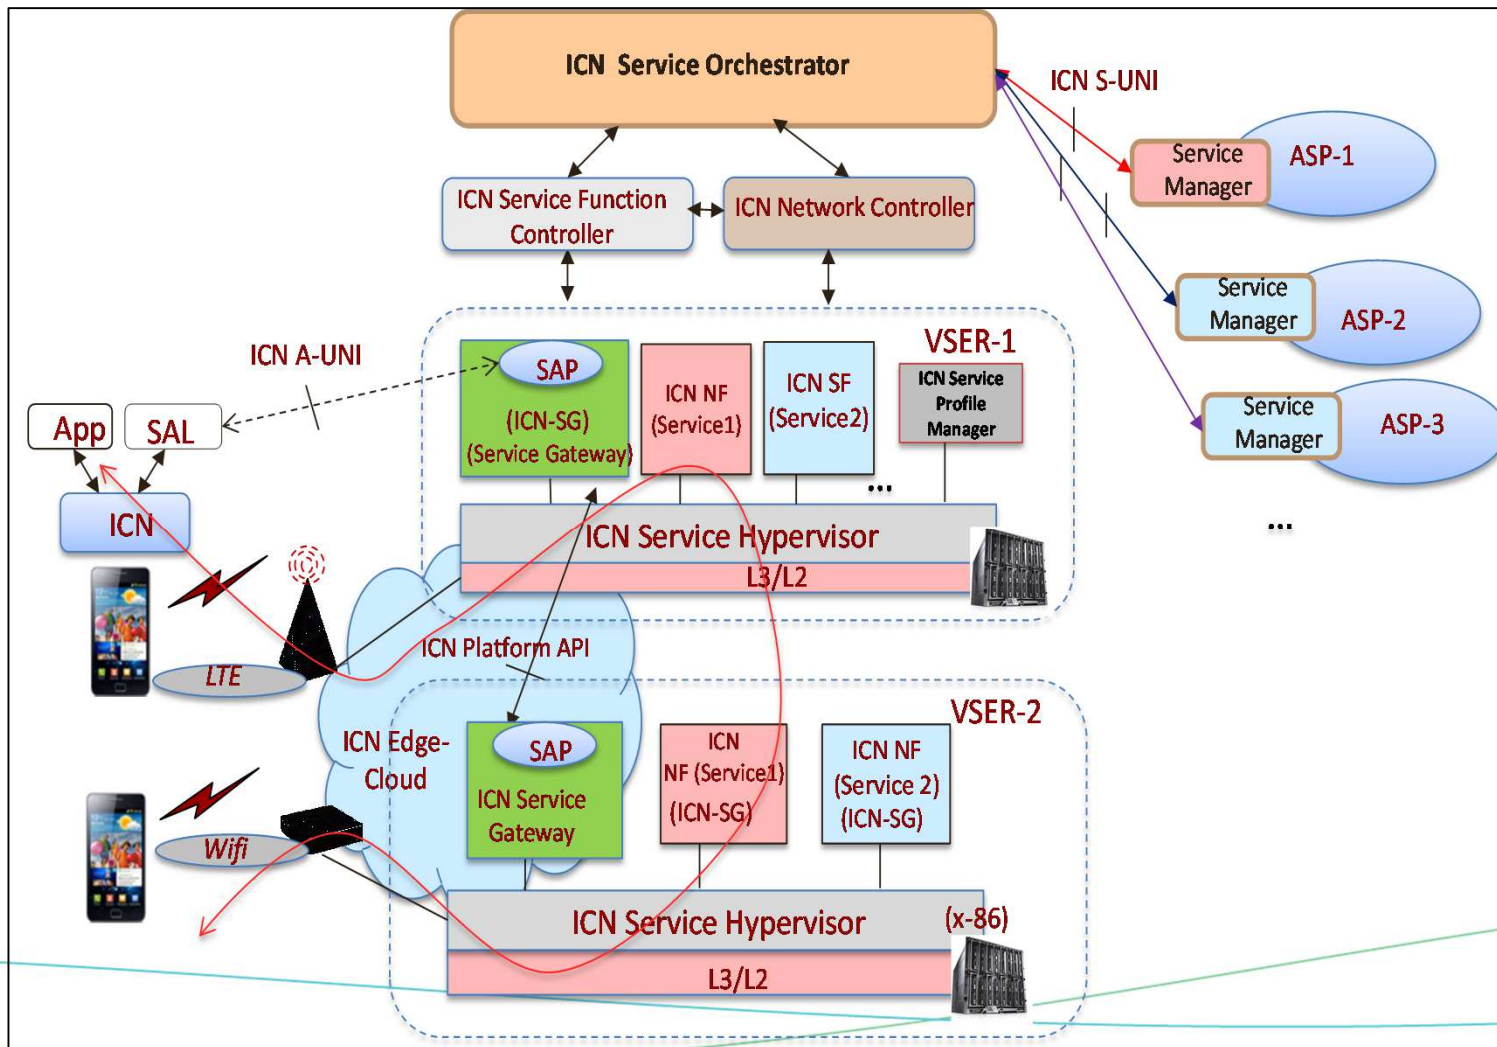 ICN  Service Orchestrator
ICN S-UNI
Service
Manager
ASP-1
ICN Service Function
Controller
ICN Network Controller
Service
Manager
ASP-2
Service
Manager
ASP-3
...
ICN A-UNI
VSER-1
SAP
(ICN-SG)
(Service Gateway)
ICN NF
(Service1)
ICN SF
(Service2)
ICN Service
Profile
Manager
...
App
SAL
ICN
ICN Service Hypervisor
L3/L2
LTE
ICN Platform API
ICN Edge-
Cloud
VSER-2
SAP
ICN Service
Gateway
ICN
NF (Service1)
(ICN-SG)
ICN NF
(Service 2)
(ICN-SG)
Wifi
ICN Service Hypervisor
(x-86)
L3/L2